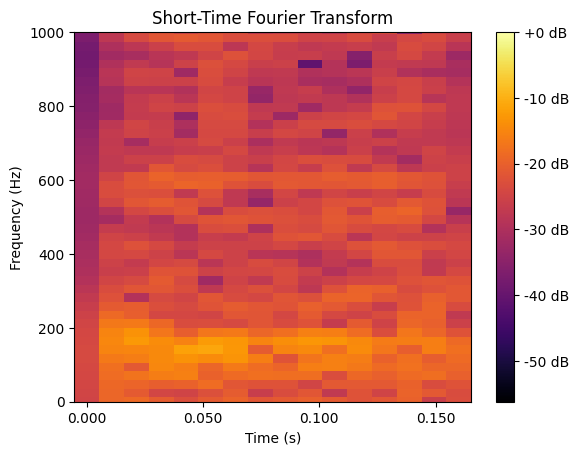 Short-Time Fourier Transform
1000
800
600
400
200
0
Frequency (Hz)
0.000
0.050
0.100
0.150
Time (s)
+0 dB
-10 dB
-20 dB
-30 dB
-40 dB
-50 dB